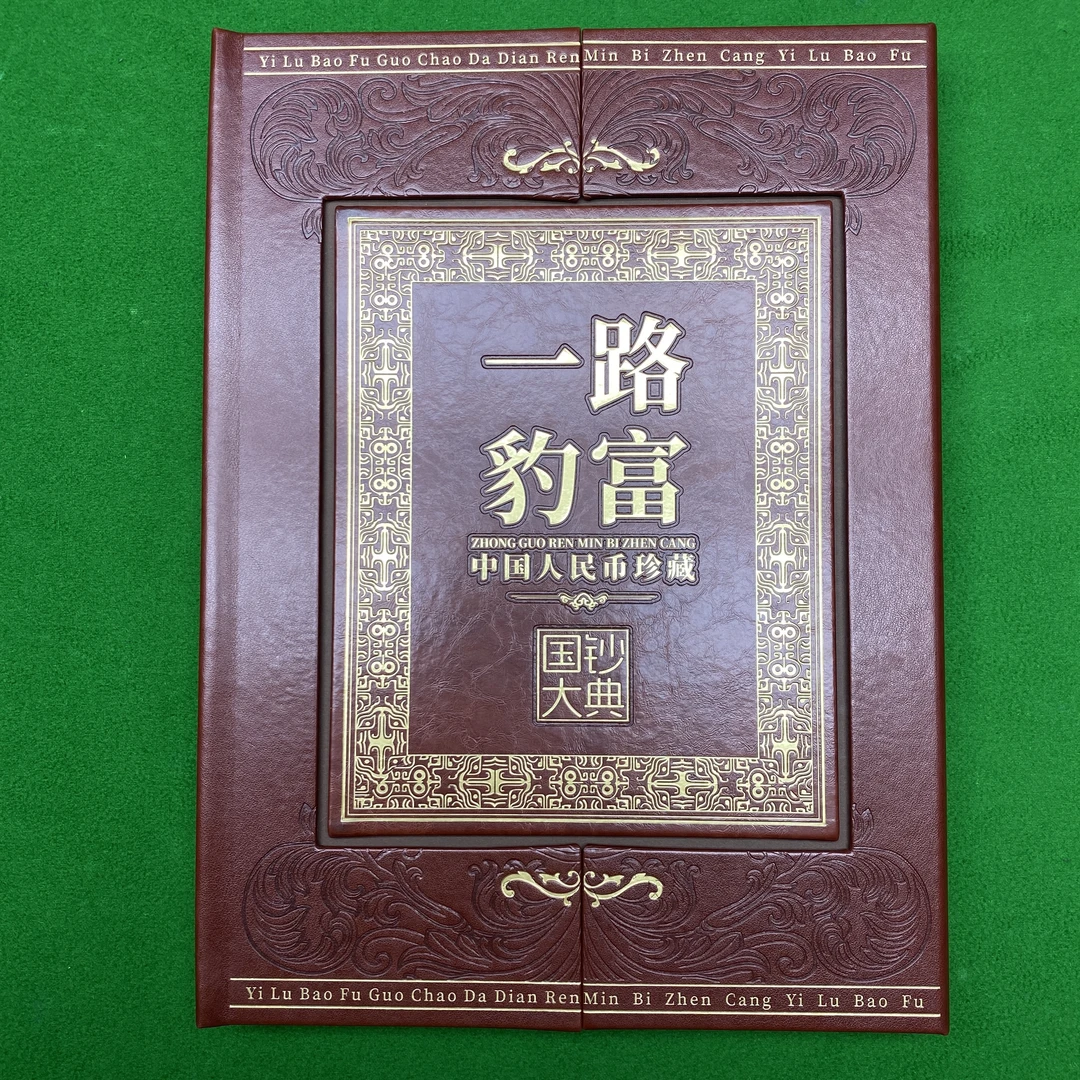 Yi Lu Bao Fu Guo Chao Da Dian Ren Min Bi Zhen Cang Yi Lu Bao Fu
一路
豹富
ZHONG GUO REN MIN BI ZHEN CANG
中国人民币珍藏
国钞
大典
Yi Lu Bao Fu Guo Chao Da Dian Ren Min Bi Zhen Cang Yi Lu Bao Fu